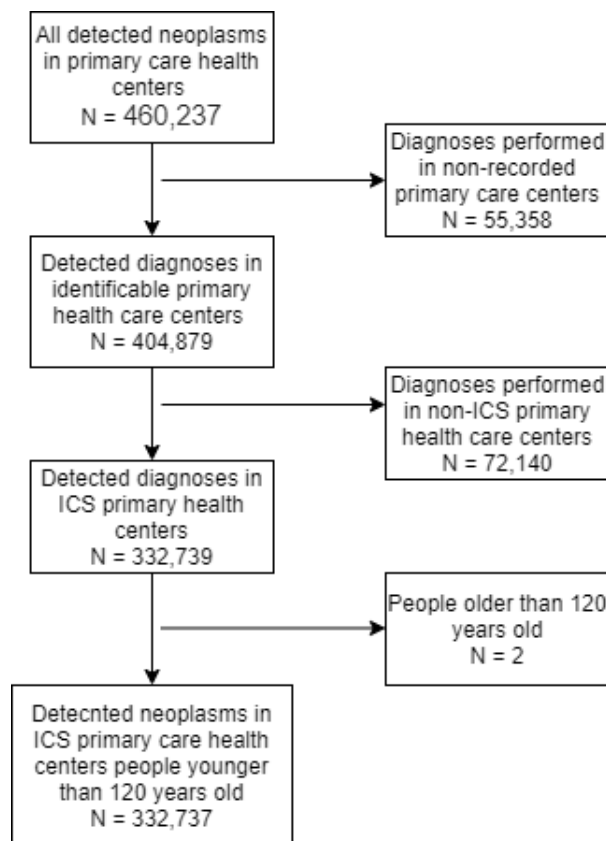 All detected neoplasms
in primary care health
centers
N = 460,237
Diagnoses performed
in non-recorded
primary care centers
N = 55,358
Detected diagnoses in
identificable primary
health care centers
N = 404,879
Diagnoses performed
in non-ICS primary
health care centers
N = 72,140
Detected diagnoses in
ICS primary health
centers
N = 332,739
People older than 120
years old
N = 2
Detecnted neoplasms in
ICS primary care health
centers people younger
than 120 years old
N = 332,737